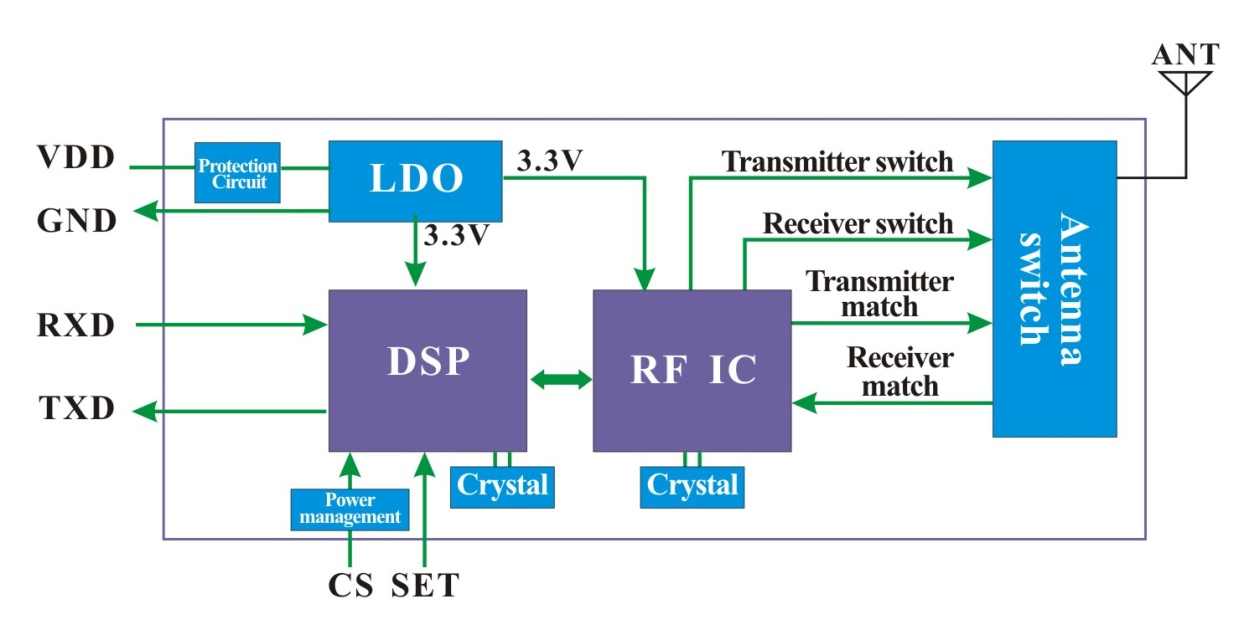 ANT
VDD
Protection
Circuit
LDO
3.3V
Transmitter switch
GND
3.3V
Receiver switch
Antenna
switch
RXD
DSP
RF IC
Transmitter
match
TXD
Receiver
match
Power
management
Crystal
Crystal
CS SET